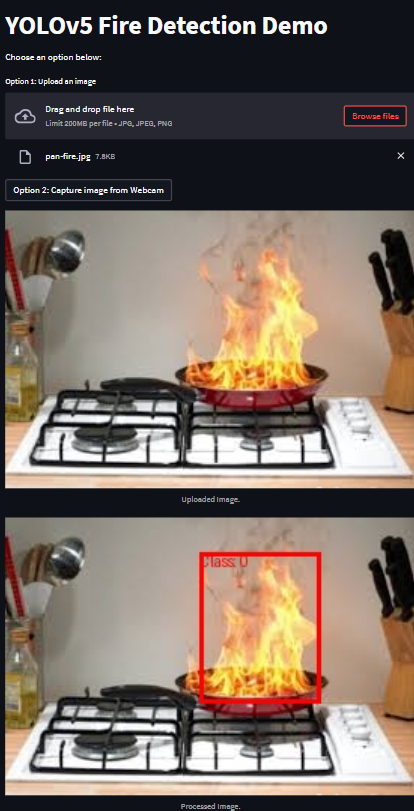 YOLOv5 Fire Detection Demo
Choose an option below:
Option 1: Upload an image
Drag and drop file here
Limit 200MB per file • JPG, JPEG, PNG
Browse files
pan-fire.jpg 7.8KB
Option 2: Capture image from Webcam
Uploaded Image.
Class: 0
Processed Image.